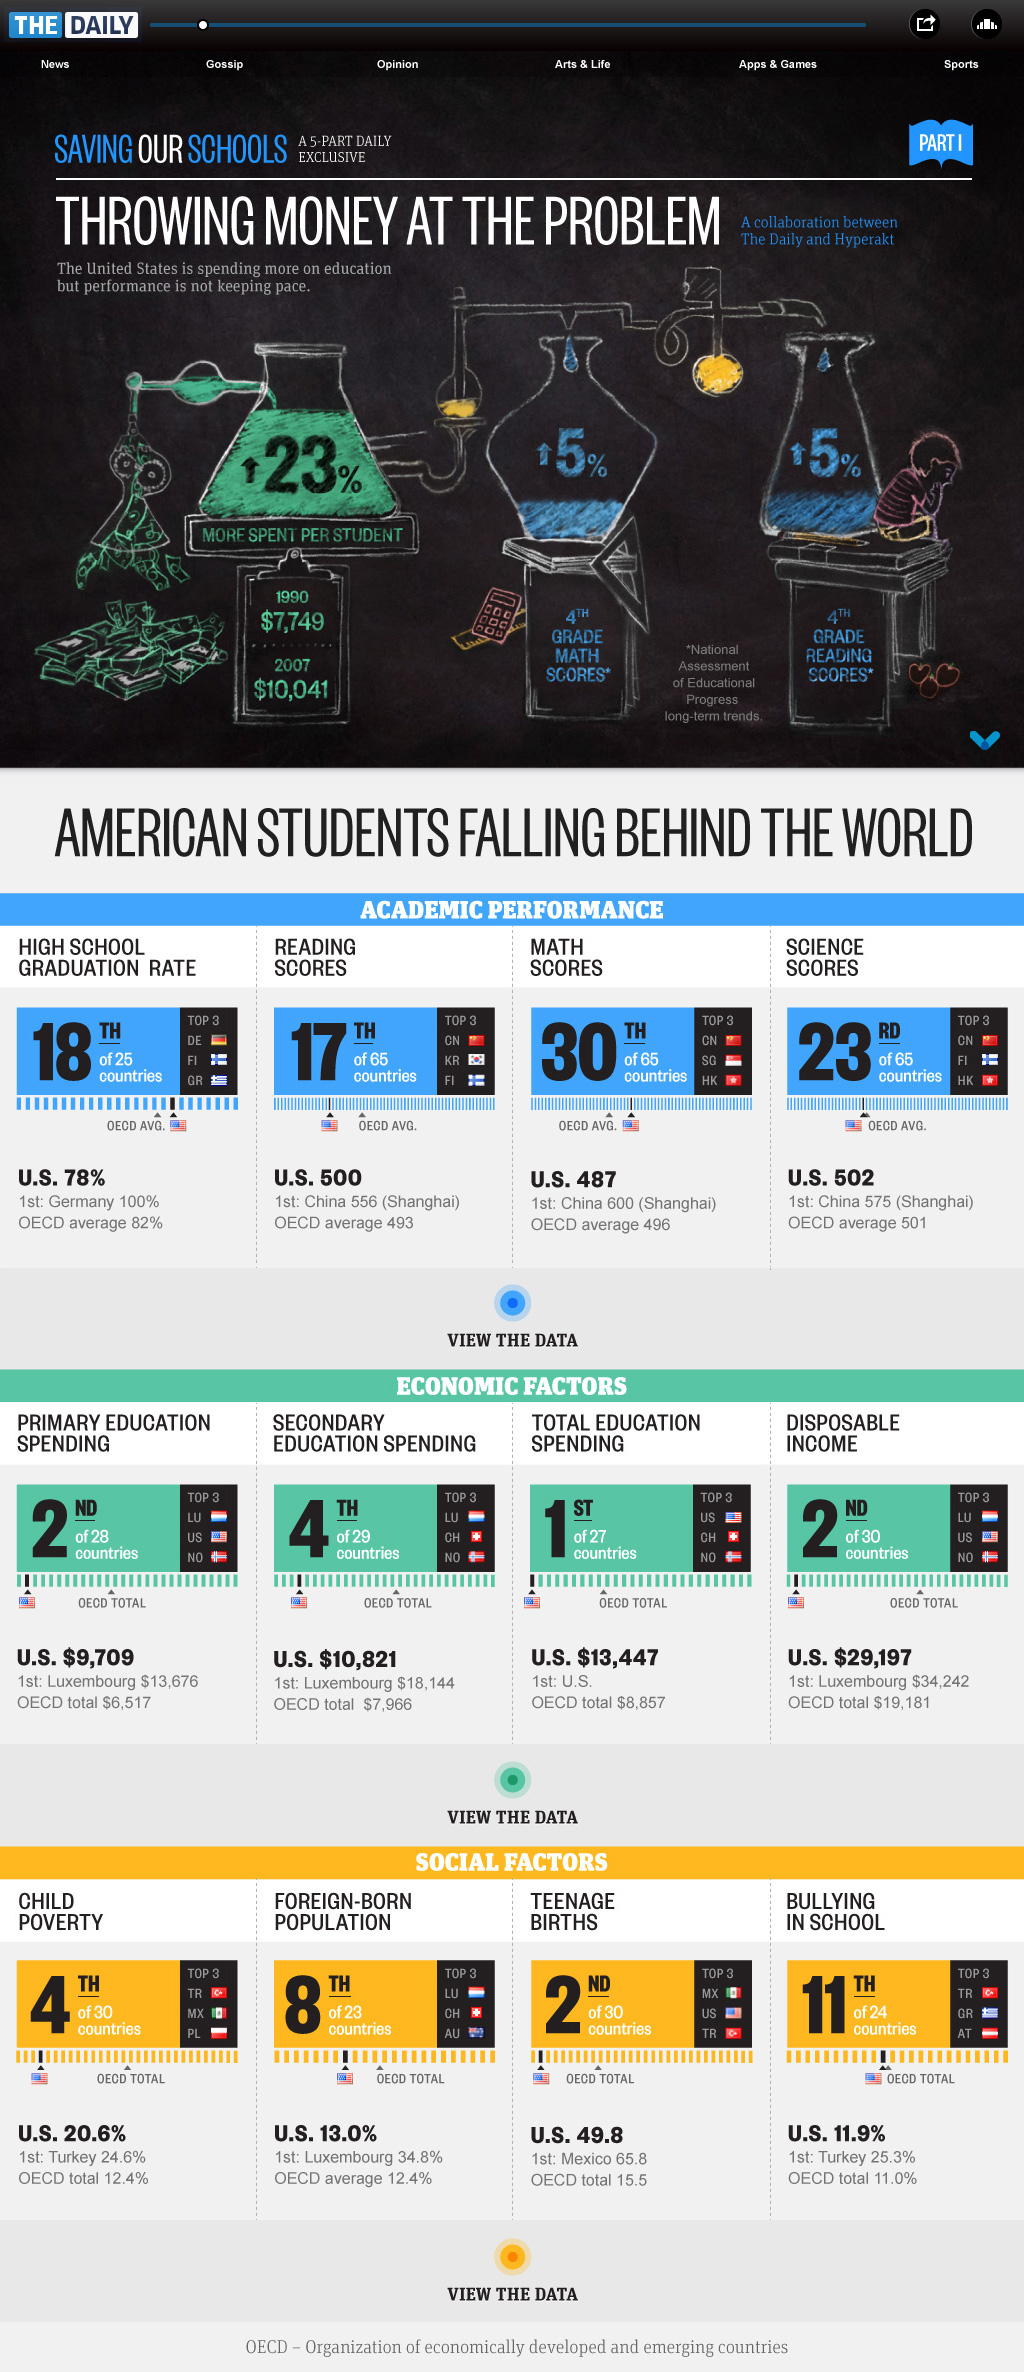 THE DAILY
News Gossip Opinion Arts & Life Apps & Games Sports
SAVING OUR SCHOOLS
A 5-PART DAILY
EXCLUSIVE
PART I
THROWING MONEY AT THE PROBLEM
A collaboration between
The Daily and Hyperakt
The United States is spending more on education
but performance is not keeping pace.
23%
MORE SPENT PER STUDENT
1990
$7,749
2007
$10,041
5%
4TH
GRADE
MATH
SCORES*
*National
Assessment
of Educational
Progress
long-term trends.
5%
4TH
GRADE
READING
SCORES*
AMERICAN STUDENTS FALLING BEHIND THE WORLD
ACADEMIC PERFORMANCE
HIGH SCHOOL
GRADUATION RATE
18TH
of 25
countries
TOP 3
DE
FI
GR
OECD AVG.
U.S. 78%
1st: Germany 100%
OECD average 82%
READING
SCORES
17TH
of 65
countries
TOP 3
CN
KR
FI
OECD AVG.
U.S. 500
1st: China 556 (Shanghai)
OECD average 493
MATH
SCORES
30TH
of 65
countries
TOP 3
CN
SG
HK
OECD AVG.
U.S. 487
1st: China 600 (Shanghai)
OECD average 496
SCIENCE
SCORES
23RD
of 65
countries
TOP 3
CN
FI
HK
OECD AVG.
U.S. 502
1st: China 575 (Shanghai)
OECD average 501
VIEW THE DATA
ECONOMIC FACTORS
PRIMARY EDUCATION
SPENDING
2ND
of 28
countries
TOP 3
LU
US
NO
OECD TOTAL
U.S. $9,709
1st: Luxembourg $13,676
OECD total $6,517
SECONDARY
EDUCATION SPENDING
4TH
of 29
countries
TOP 3
LU
CH
NO
OECD TOTAL
U.S. $10,821
1st: Luxembourg $18,144
OECD total $7,966
TOTAL EDUCATION
SPENDING
1ST
of 27
countries
TOP 3
US
CH
NO
OECD TOTAL
U.S. $13,447
1st: U.S.
OECD total $8,857
DISPOSABLE
INCOME
2ND
of 30
countries
TOP 3
LU
US
NO
OECD TOTAL
U.S. $29,197
1st: Luxembourg $34,242
OECD total $19,181
VIEW THE DATA
SOCIAL FACTORS
CHILD
POVERTY
4TH
of 30
countries
TOP 3
TR
MX
PL
OECD TOTAL
U.S. 20.6%
1st: Turkey 24.6%
OECD total 12.4%
FOREIGN-BORN
POPULATION
8TH
of 23
countries
TOP 3
LU
CH
AU
OECD TOTAL
U.S. 13.0%
1st: Luxembourg 34.8%
OECD average 12.4%
TEENAGE
BIRTHS
2ND
of 30
countries
TOP 3
MX
US
TR
OECD TOTAL
U.S. 49.8
1st: Mexico 65.8
OECD total 15.5
BULLYING
IN SCHOOL
11TH
of 24
countries
TOP 3
TR
GR
AT
OECD TOTAL
U.S. 11.9%
1st: Turkey 25.3%
OECD total 11.0%
VIEW THE DATA
OECD – Organization of economically developed and emerging countries